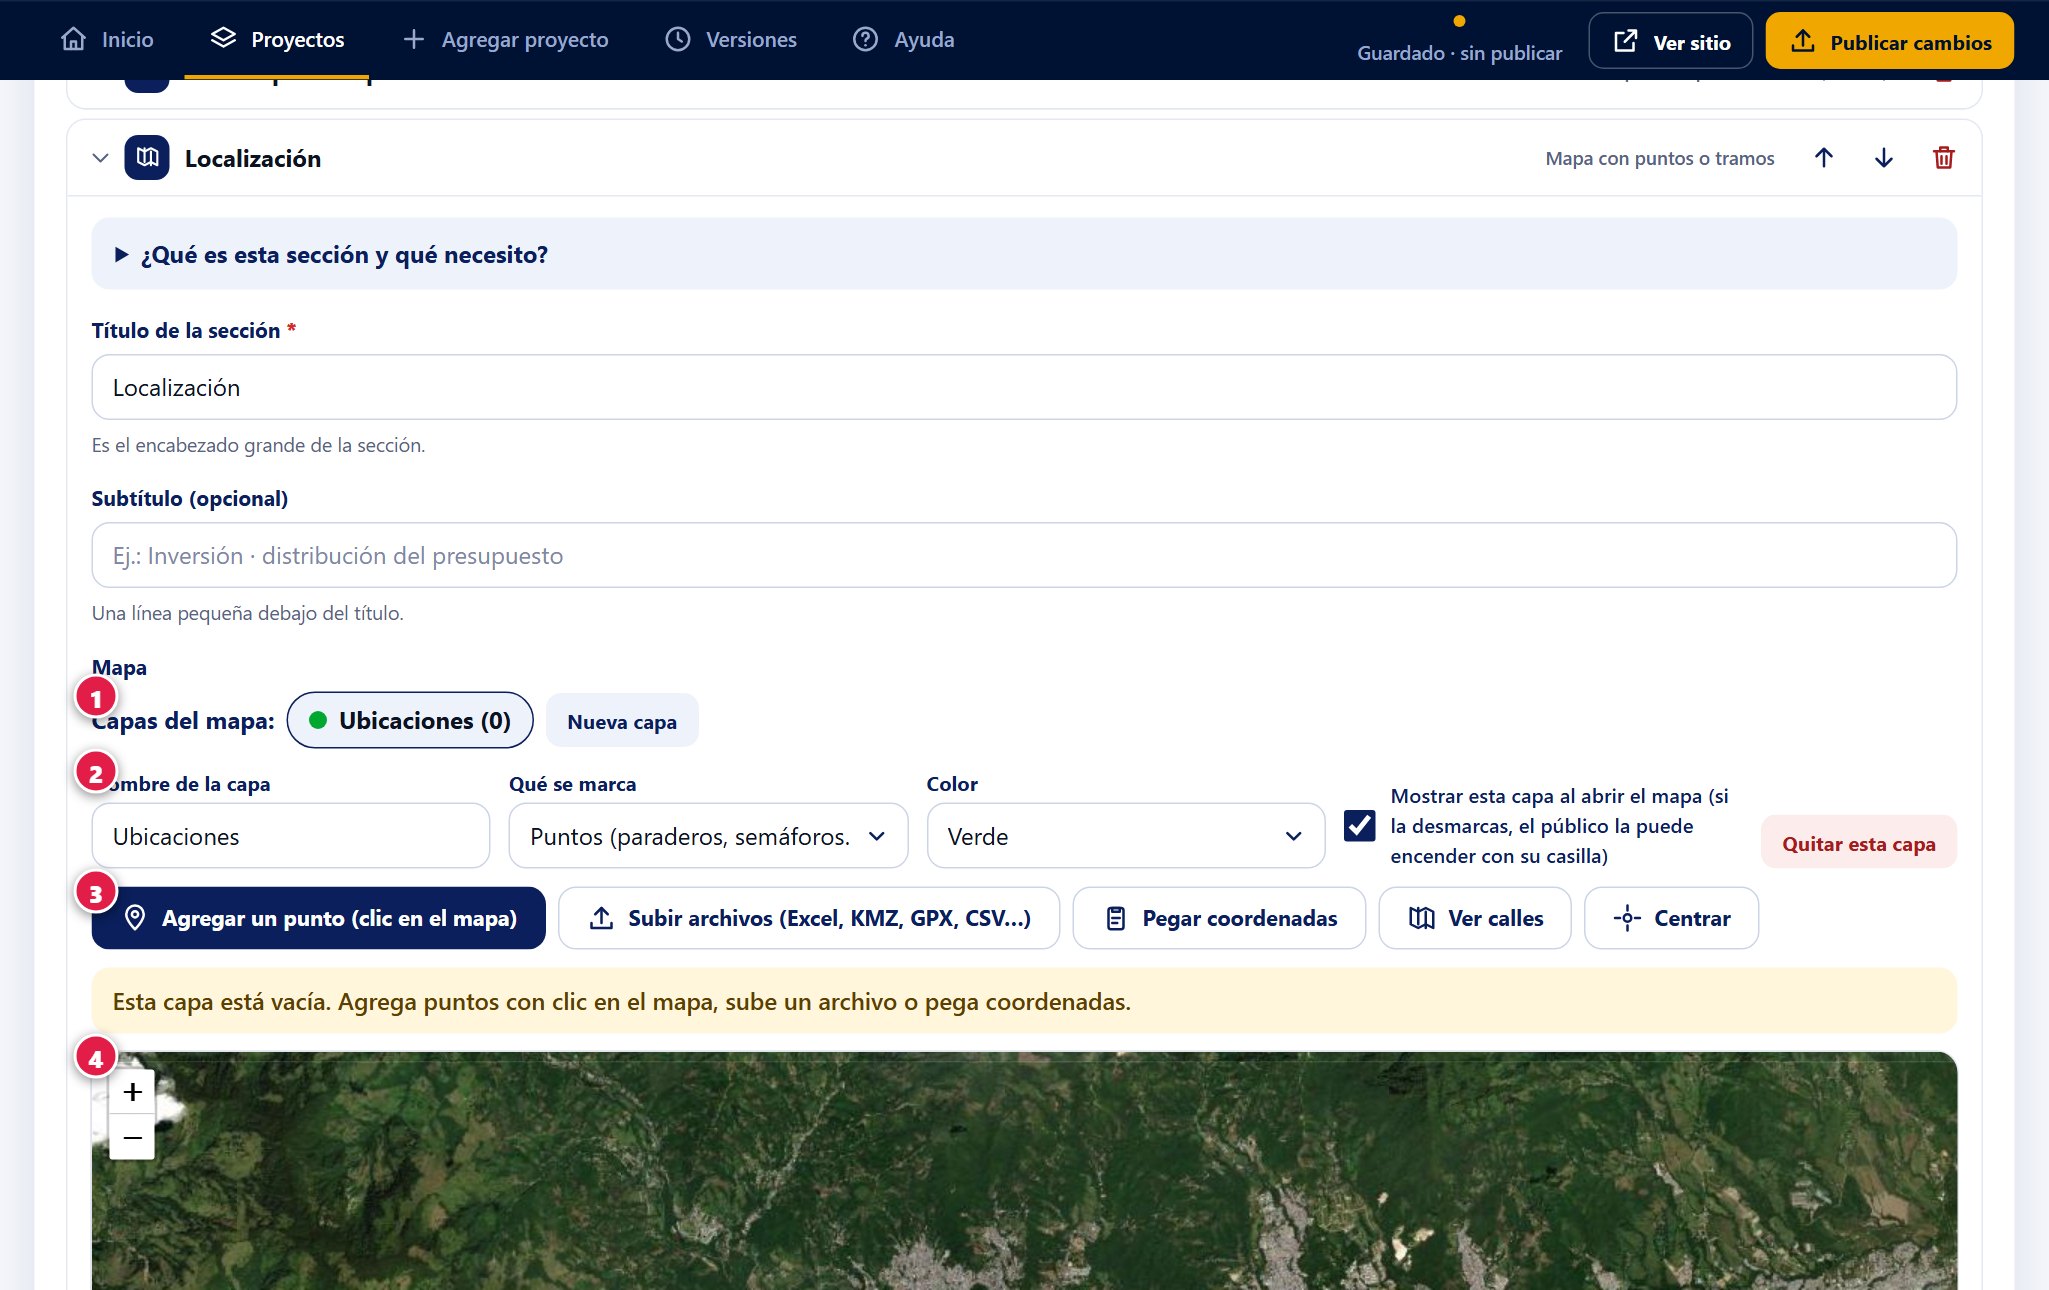 Inicio
Proyectos
Agregar proyecto
Versiones
Ayuda
Guardado · sin publicar
Ver sitio
Publicar cambios
Localización
Mapa con puntos o tramos
¿Qué es esta sección y qué necesito?
Título de la sección *
Localización
Es el encabezado grande de la sección.
Subtítulo (opcional)
Ej.: Inversión · distribución del presupuesto
Una línea pequeña debajo del título.
Mapa
1
Capas del mapa:
Ubicaciones (0)
Nueva capa
2
ombre de la capa
Qué se marca
Color
Ubicaciones
Puntos (paraderos, semáforos.
Verde
Mostrar esta capa al abrir el mapa (si
la desmarcas, el público la puede
encender con su casilla)
Quitar esta capa
3
Agregar un punto (clic en el mapa)
Subir archivos (Excel, KMZ, GPX, CSV...)
Pegar coordenadas
Ver calles
Centrar
Esta capa está vacía. Agrega puntos con clic en el mapa, sube un archivo o pega coordenadas.
4
+
−